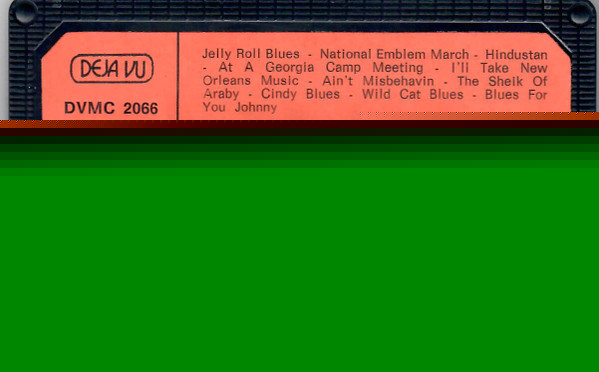 DEJA VU
DVMC 2066
Jelly Roll Blues - National Emblem March - Hindustan
- At A Georgia Camp Meeting - I'll Take New
Orleans Music - Ain't Misbehavin - The Sheik Of
Araby - Cindy Blues - Wild Cat Blues - Blues For
You Johnny